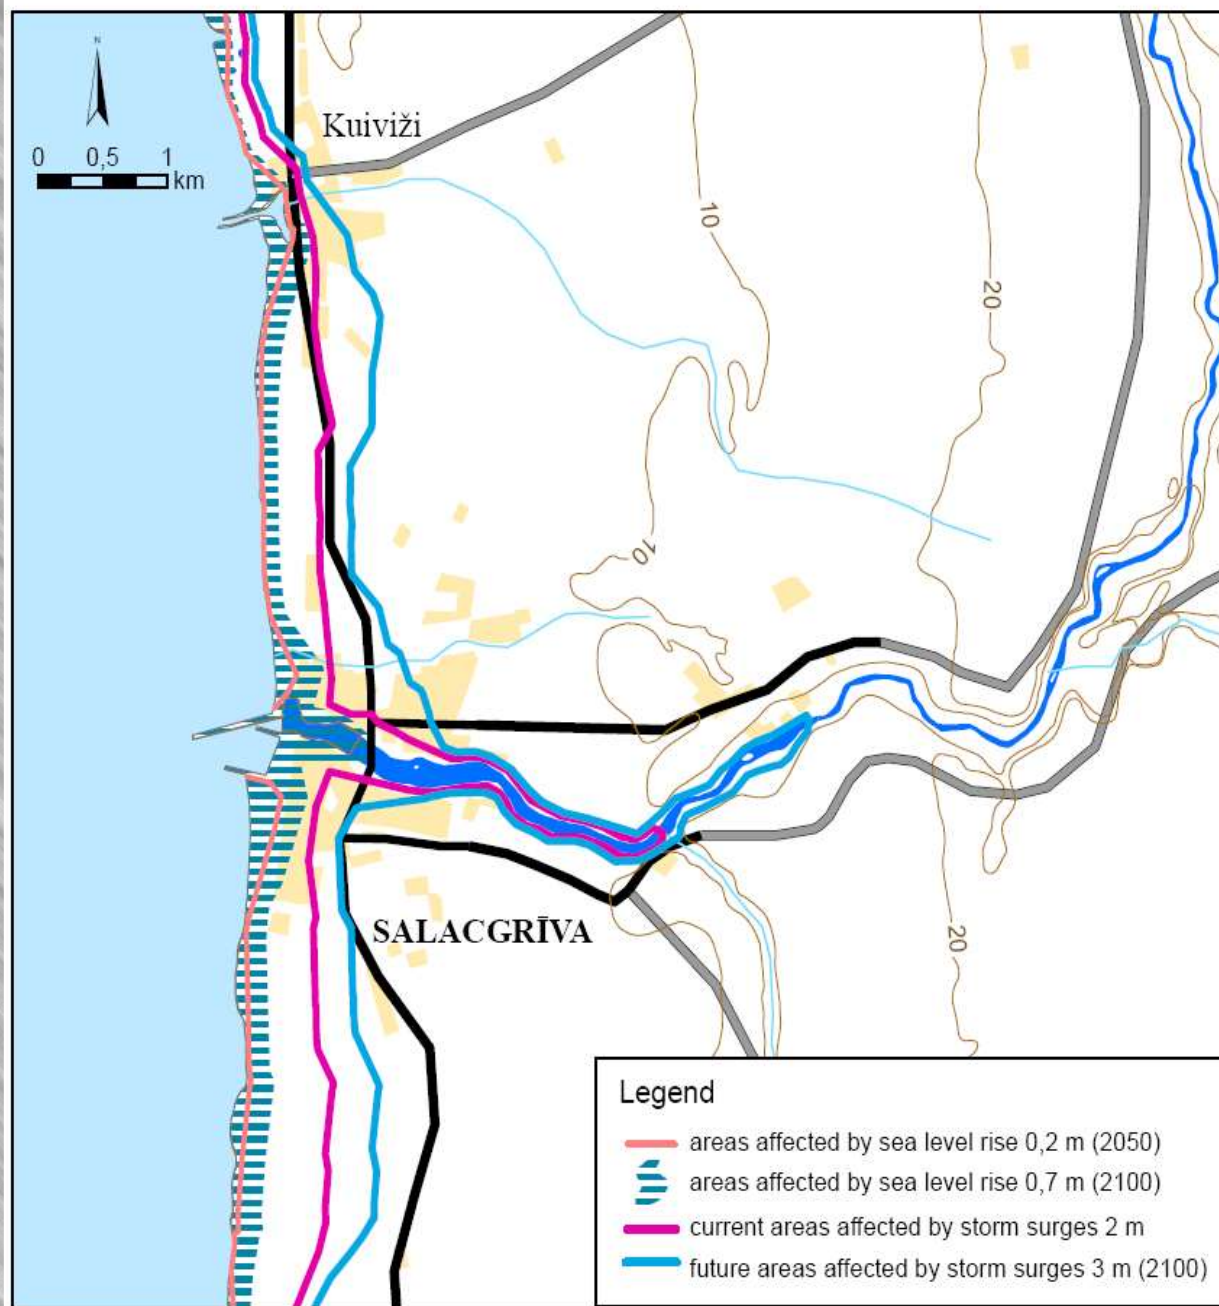 N
0 0,5 1
km
Kuiviži
10
20
10
SALACGRĪVA
20
Legend
areas affected by sea level rise 0,2 m (2050)
areas affected by sea level rise 0,7 m (2100)
current areas affected by storm surges 2 m
future areas affected by storm surges 3 m (2100)